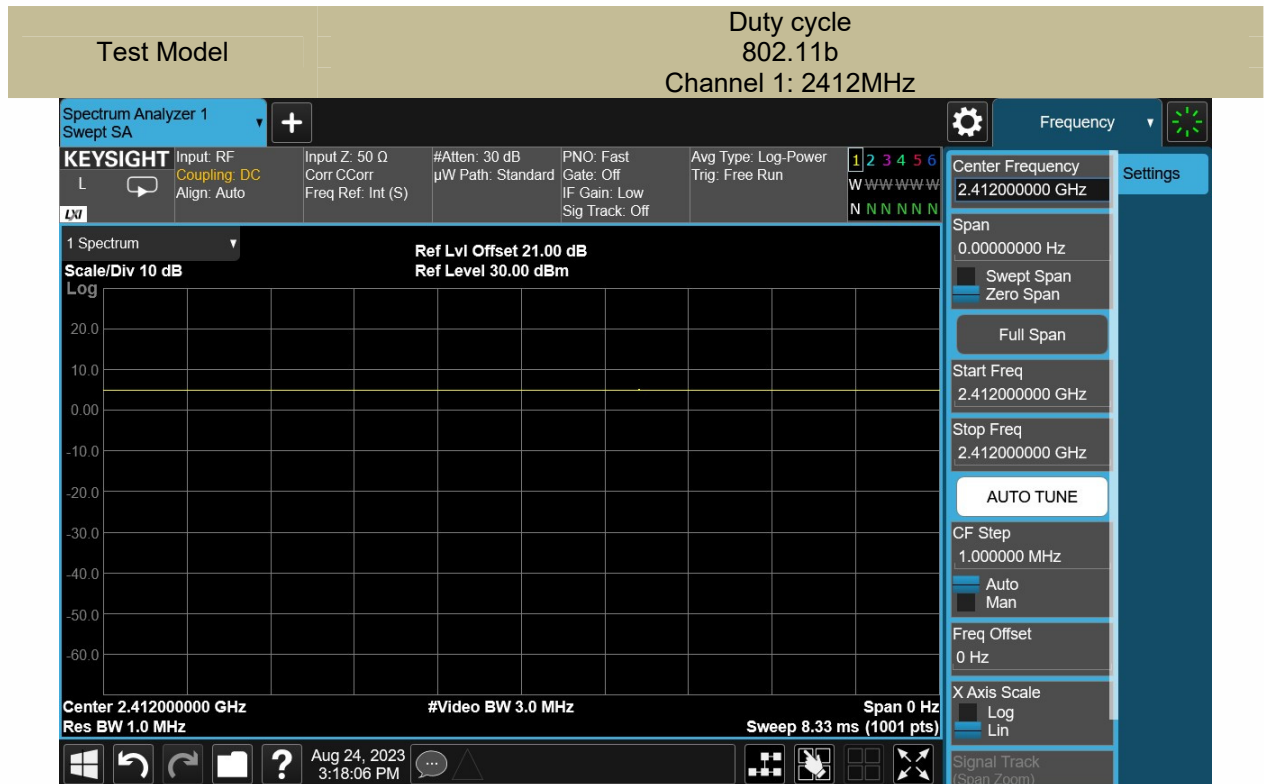 Test Model
Duty cycle
802.11b
Channel 1: 2412MHz
Spectrum Analyzer 1
Swept SA
Frequency
KEYSIGHT
L
LXI
Input: RF
Coupling: DC
Align: Auto
Input Z: 50 Ω
Corr CCorr
Freq Ref: Int (S)
#Atten: 30 dB
µW Path: Standard
PNO: Fast
Gate: Off
IF Gain: Low
Sig Track: Off
Avg Type: Log-Power
Trig: Free Run
1 2 3 4 5 6
W W W W W W
N N N N N N
1 Spectrum
Scale/Div 10 dB
Ref Lvl Offset 21.00 dB
Ref Level 30.00 dBm
Log
20.0
10.0
0.00
-10.0
-20.0
-30.0
-40.0
-50.0
-60.0
Center 2.412000000 GHz
Res BW 1.0 MHz
#Video BW 3.0 MHz
Span 0 Hz
Sweep 8.33 ms (1001 pts)
Settings
Center Frequency
2.412000000 GHz
Span
0.00000000 Hz
Swept Span
Zero Span
Full Span
Start Freq
2.412000000 GHz
Stop Freq
2.412000000 GHz
AUTO TUNE
CF Step
1.000000 MHz
Auto
Man
Freq Offset
0 Hz
X Axis Scale
Log
Lin
Signal Track
(Span Zoom)
?
Aug 24, 2023
3:18:06 PM